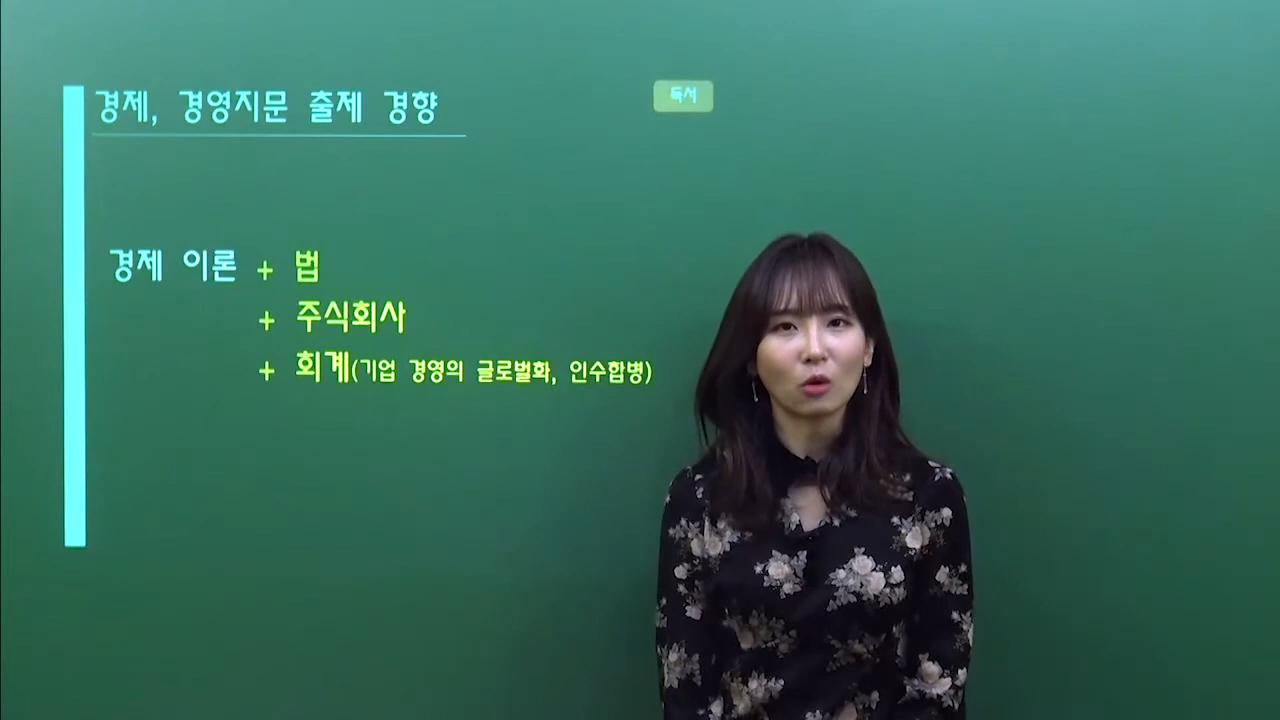 경제, 경영지문 출제 경향
독서
경제 이론 + 법
+ 주식회사
+ 회계(기업 경영의 글로벌화, 인수합병)